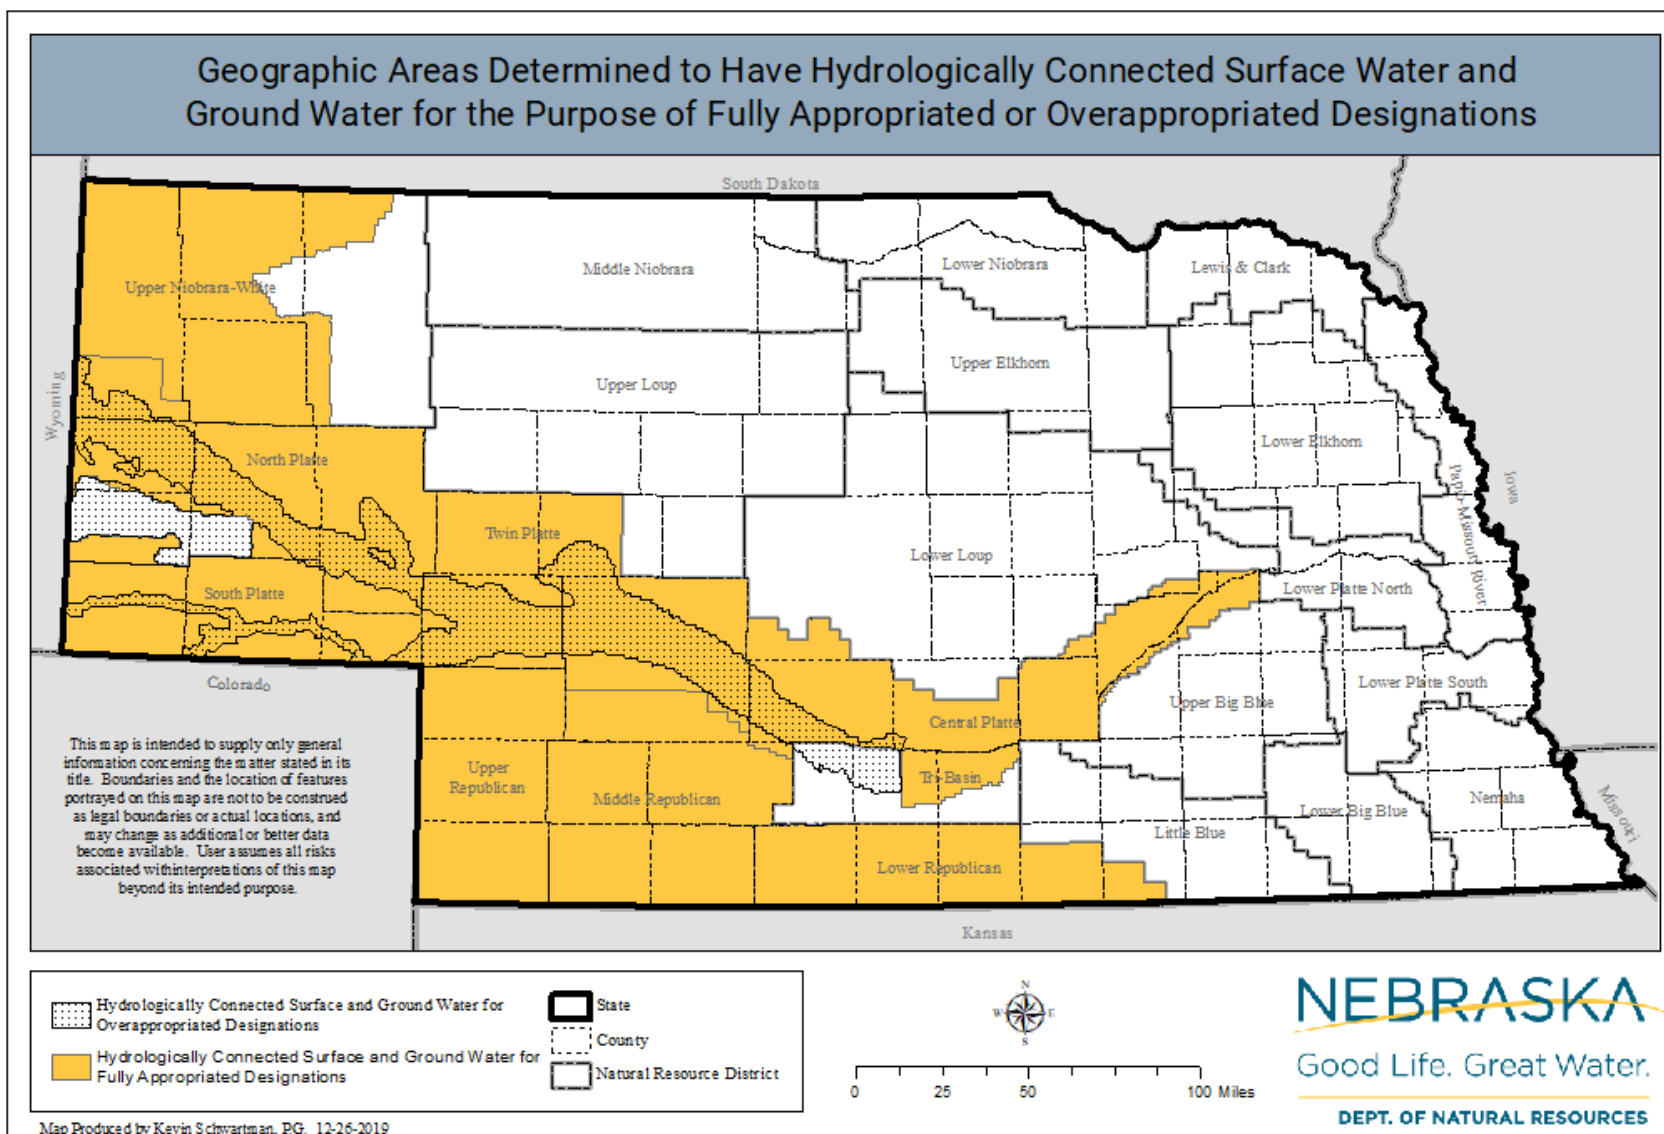 Geographic Areas Determined to Have Hydrologically Connected Surface Water and
Ground Water for the Purpose of Fully Appropriated or Overappropriated Designations
South Dakota
Middle Niobrara
Lower Niobrara
Lewis & Clark
Upper Niobrara-White
Wyoming
Upper Loup
Upper Elkhorn
Lower Elkhorn
North Platte
Papio-Missouri River
Iowa
Twin Platte
Lower Loup
South Platte
Lower Platte North
Colorado
Lower Platte South
Upper Big Blue
Central Platte
Upper
Republican
Tri-Basin
Middle Republican
Nemaha
Lower Big Blue
Little Blue
Missouri
Lower Republican
Kansas
This map is intended to supply only general
information concerning the matter stated in its
title. Boundaries and the location of features
portrayed on this map are not to be construed
as legal boundaries or actual locations, and
may change as additional or better data
become available. User assumes all risks
associated withinterpretations of this map
beyond its intended purpose.
Hydrologically Connected Surface and Ground Water for
Overappropriated Designations
Hydrologically Connected Surface and Ground Water for
Fully Appropriated Designations
State
County
Natural Resource District
N
W E
S
0 25 50 100 Miles
NEBRASKA
Good Life. Great Water.
DEPT. OF NATURAL RESOURCES
Map Produced by Kevin Schwartman, PG. 12-26-2019